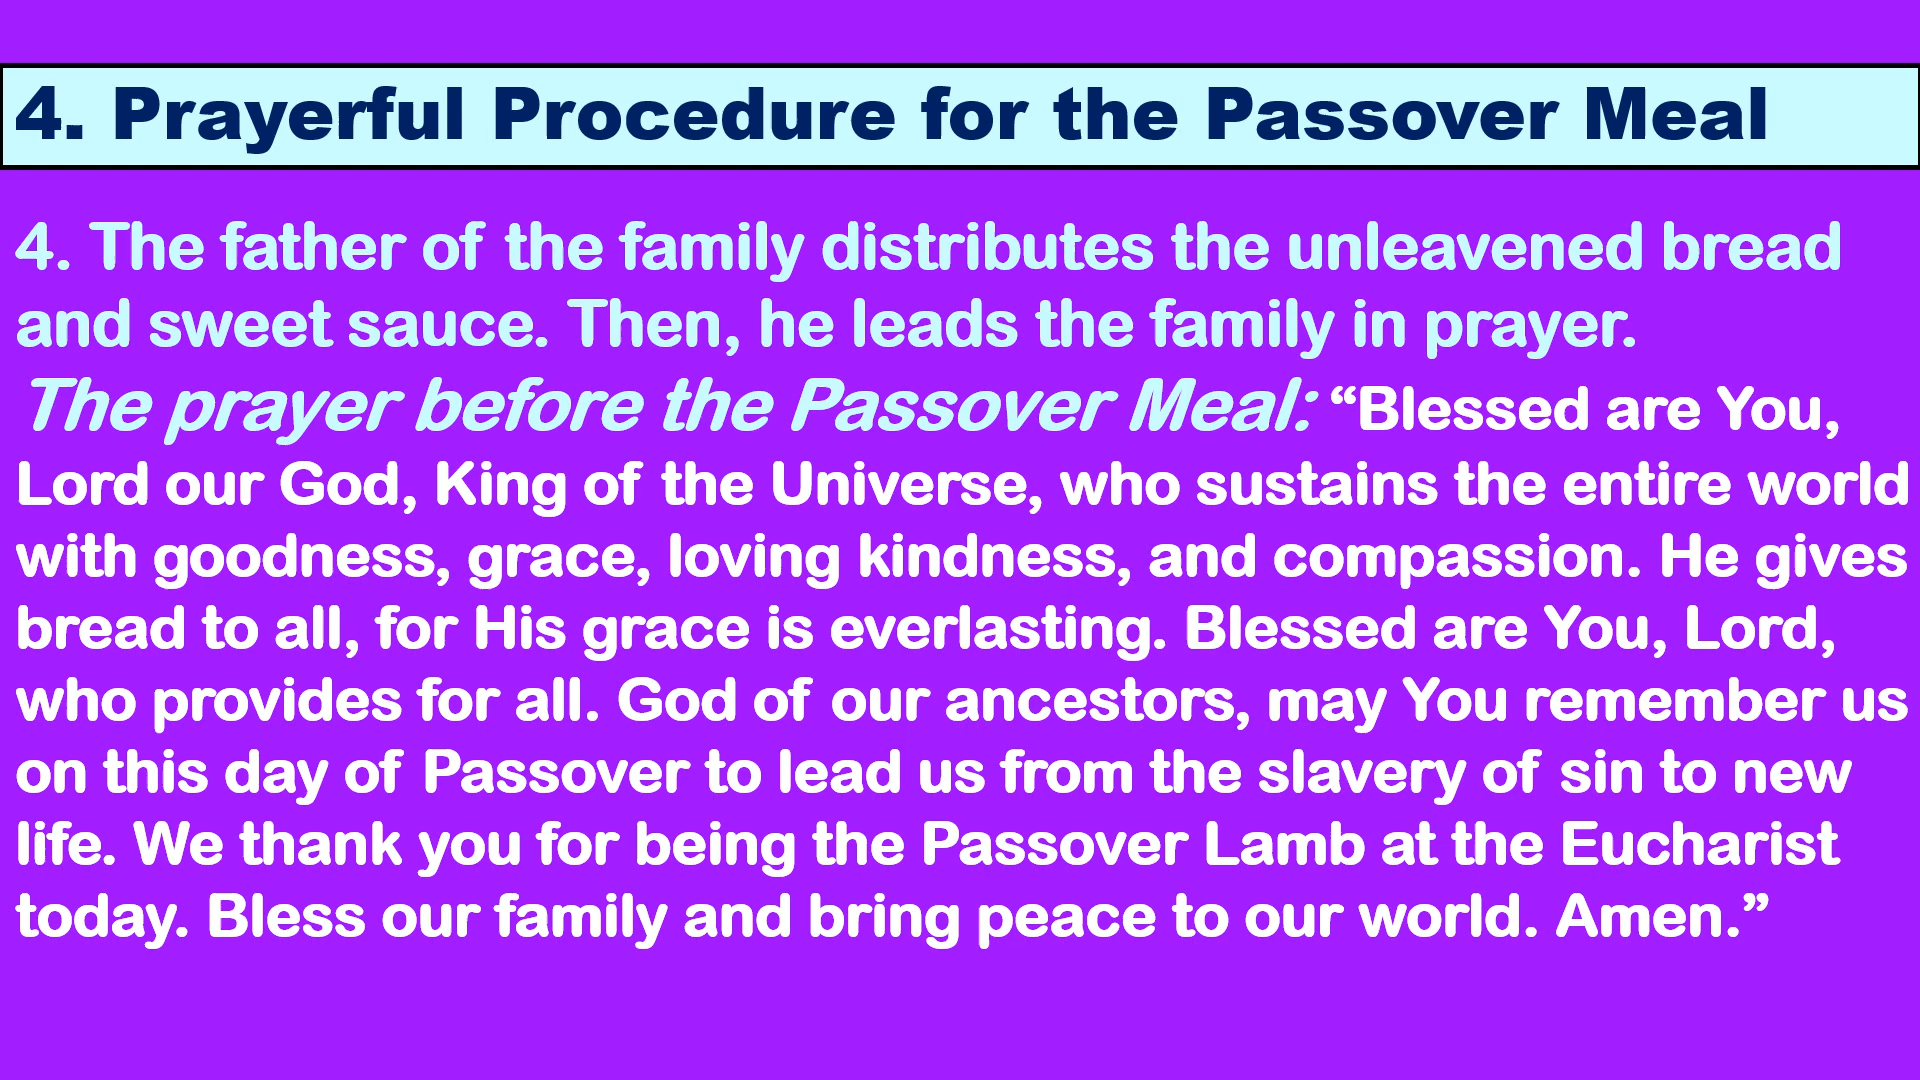 4. Prayerful Procedure for the Passover Meal
4. The father of the family distributes the unleavened bread
and sweet sauce. Then, he leads the family in prayer.
The prayer before the Passover Meal: “Blessed are You,
Lord our God, King of the Universe, who sustains the entire world
with goodness, grace, loving kindness, and compassion. He gives
bread to all, for His grace is everlasting. Blessed are You, Lord,
who provides for all. God of our ancestors, may You remember us
on this day of Passover to lead us from the slavery of sin to new
life. We thank you for being the Passover Lamb at the Eucharist
today. Bless our family and bring peace to our world. Amen.”